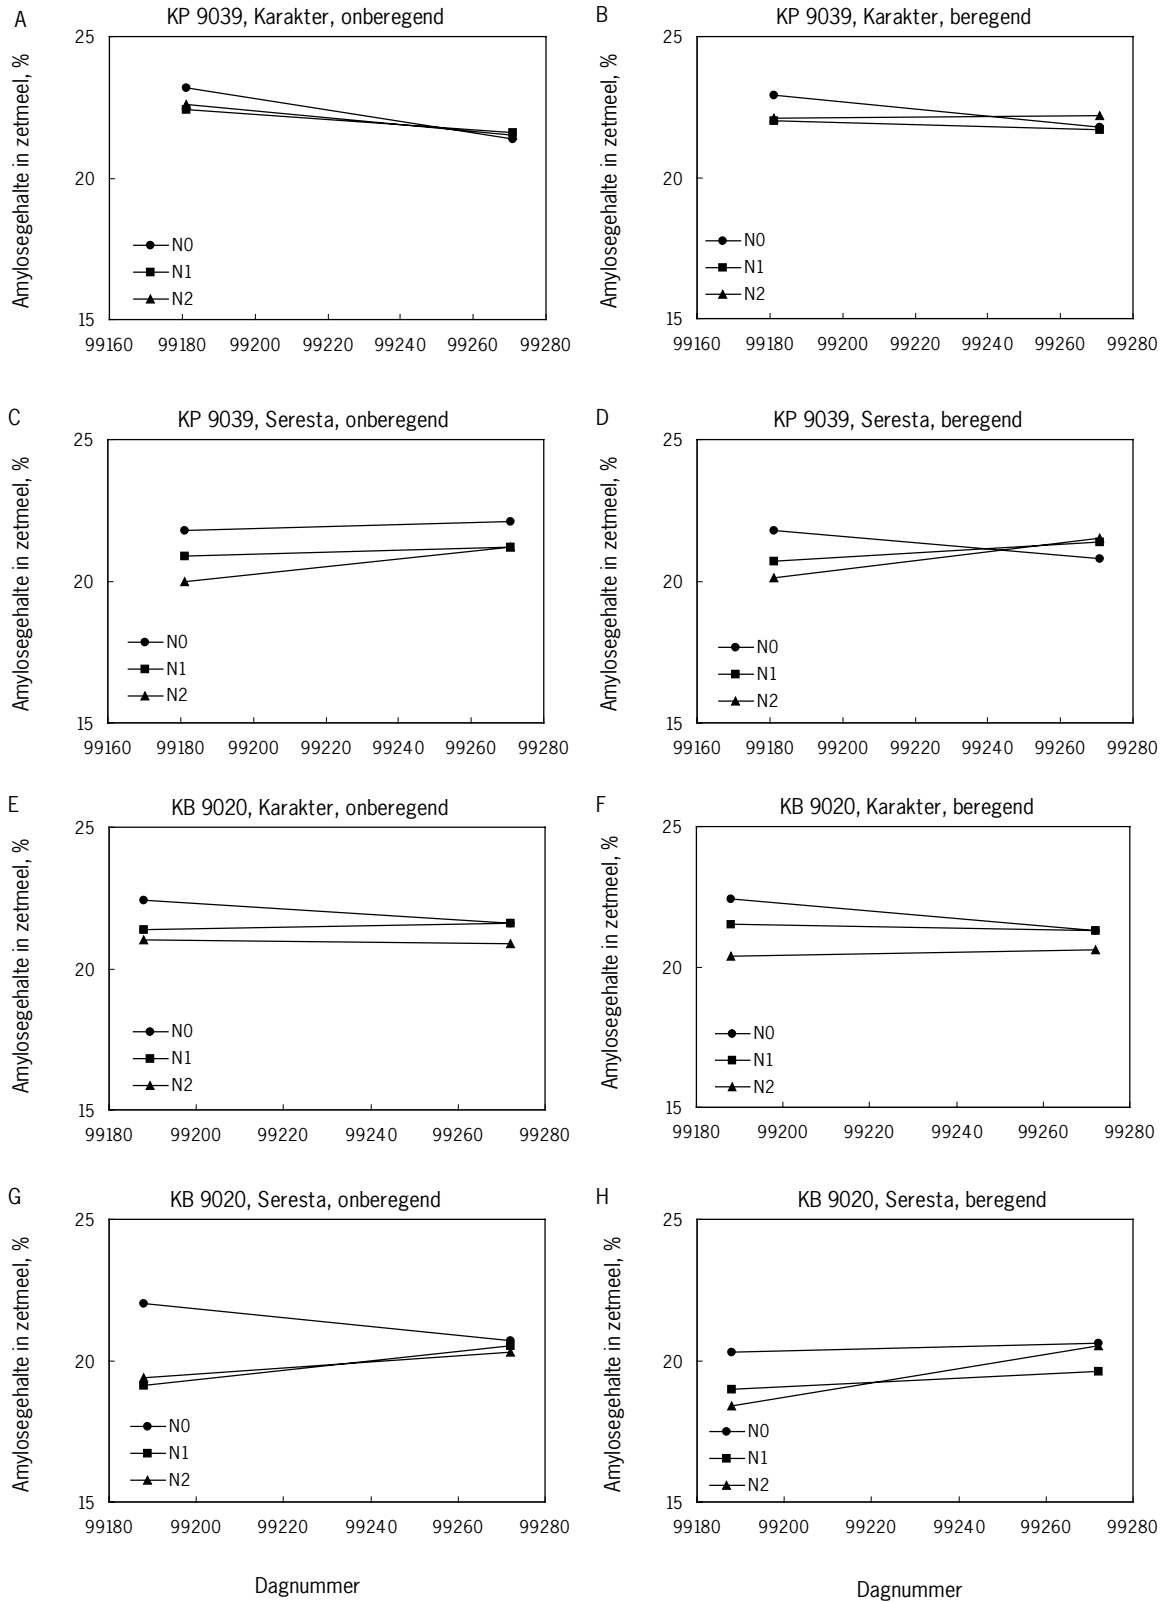 A
KP 9039, Karakter, onberegend
Amylosegehalte in zetmeel, %
25
20
15
N0
N1
N2
99160 99180 99200 99220 99240 99260 99280
B
KP 9039, Karakter, beregend
Amylosegehalte in zetmeel, %
25
20
15
N0
N1
N2
99160 99180 99200 99220 99240 99260 99280
C
KP 9039, Seresta, onberegend
Amylosegehalte in zetmeel, %
25
20
15
N0
N1
N2
99160 99180 99200 99220 99240 99260 99280
D
KP 9039, Seresta, beregend
Amylosegehalte in zetmeel, %
25
20
15
N0
N1
N2
99160 99180 99200 99220 99240 99260 99280
E
KB 9020, Karakter, onberegend
Amylosegehalte in zetmeel, %
25
20
15
N0
N1
N2
99180 99200 99220 99240 99260 99280
F
KB 9020, Karakter, beregend
Amylosegehalte in zetmeel, %
25
20
15
N0
N1
N2
99180 99200 99220 99240 99260 99280
G
KB 9020, Seresta, onberegend
Amylosegehalte in zetmeel, %
25
20
15
N0
N1
N2
99180 99200 99220 99240 99260 99280
Dagnummer
H
KB 9020, Seresta, beregend
Amylosegehalte in zetmeel, %
25
20
15
N0
N1
N2
99180 99200 99220 99240 99260 99280
Dagnummer